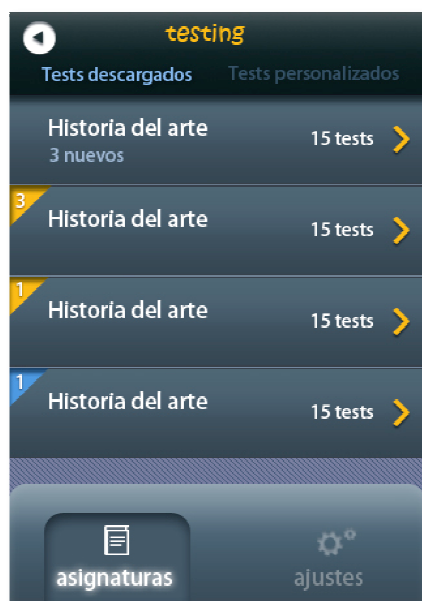 testing
Tests descargados Tests personalizados
Historia del arte 15 tests
3 nuevos
3
Historia del arte 15 tests
1
Historia del arte 15 tests
1
Historia del arte 15 tests
asignaturas ajustes